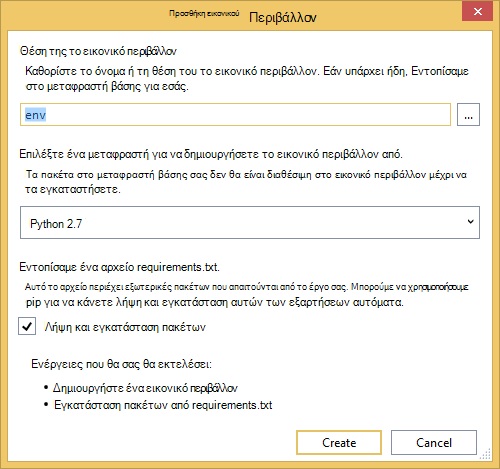 Προσθήκη εικονικού Περιβάλλον
Θέση της το εικονικό περιβάλλον
Καθορίστε το όνομα ή τη θέση του το εικονικό περιβάλλον. Εάν υπάρχει ήδη, Εντοπίσαμε
στο μεταφραστή βάσης για εσάς.
env
...
Επιλέξτε ένα μεταφραστή για να δημιουργήσετε το εικονικό περιβάλλον από.
Τα πακέτα στο μεταφραστή βάσης σας δεν θα είναι διαθέσιμη στο εικονικό περιβάλλον μέχρι να
τα εγκαταστήσετε.
Python 2.7
Εντοπίσαμε ένα αρχείο requirements.txt.
Αυτό το αρχείο περιέχει εξωτερικές πακέτων που απαιτούνται από το έργο σας. Μπορούμε να χρησιμοποιήσουμε
pip για να κάνετε λήψη και εγκατάσταση αυτών των εξαρτήσεων αυτόματα.
Λήψη και εγκατάσταση πακέτων
Ενέργειες που θα σας θα εκτελέσει:
• Δημιουργήστε ένα εικονικό περιβάλλον
• Εγκατάσταση πακέτων από requirements.txt
Create
Cancel